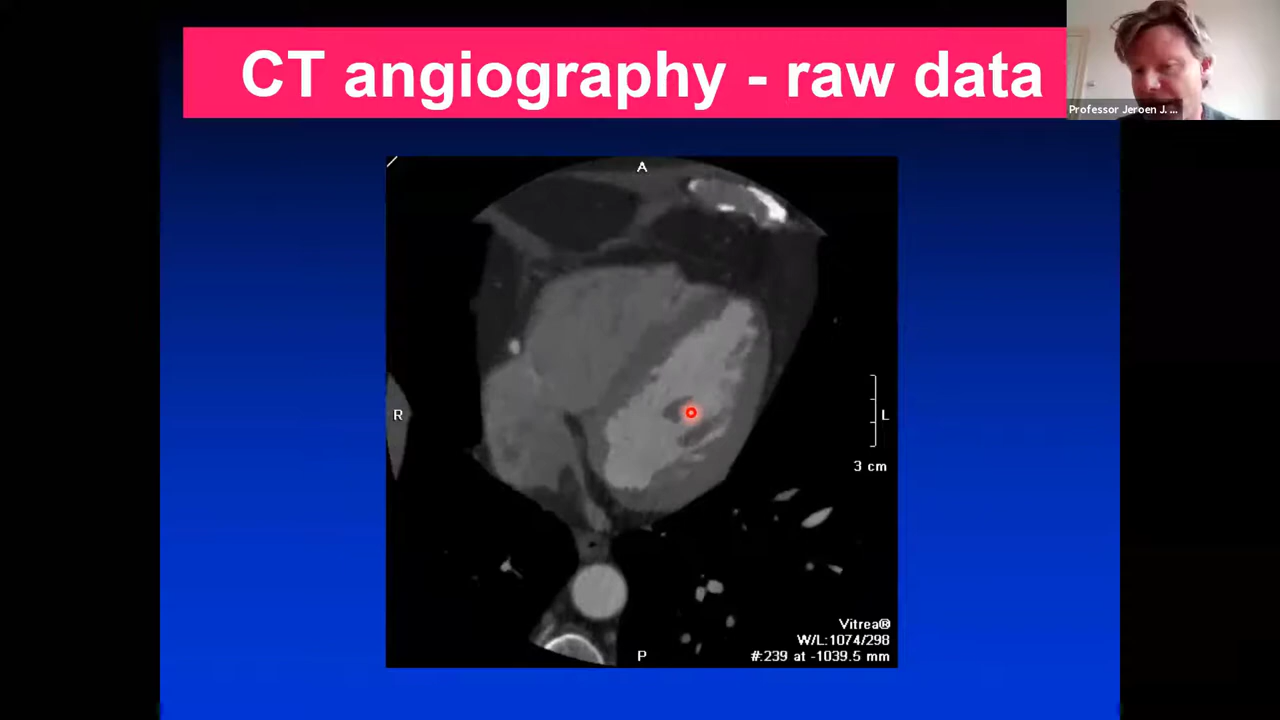 CT angiography - raw data
Professor Jeroen J. ...
A
R
L
3 cm
Vitrea®
W/L:1074/298
#:239 at -1039.5 mm
P